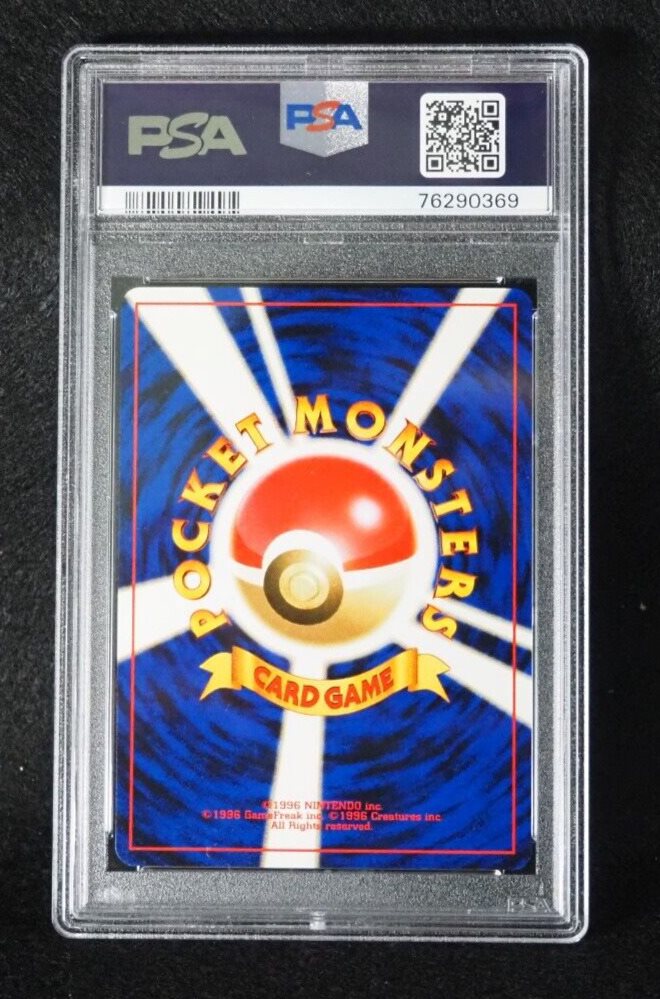 PSA
PSA
76290369
POCKET MONSTERS
CARD GAME
©1996 NINTENDO inc.
©1996 GameFreak inc. ©1996 Creatures inc.
All Rights reserved.
PSA